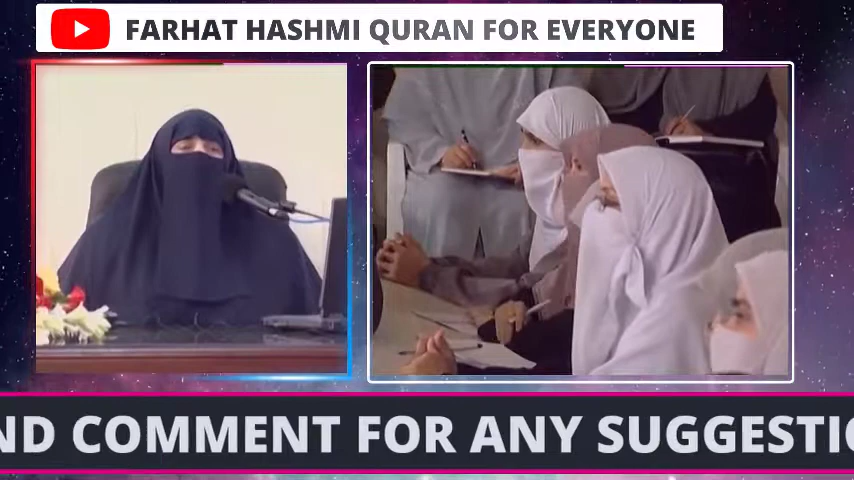 FARHAT HASHMI QURAN FOR EVERYONE
ND COMMENT FOR ANY SUGGESTIO